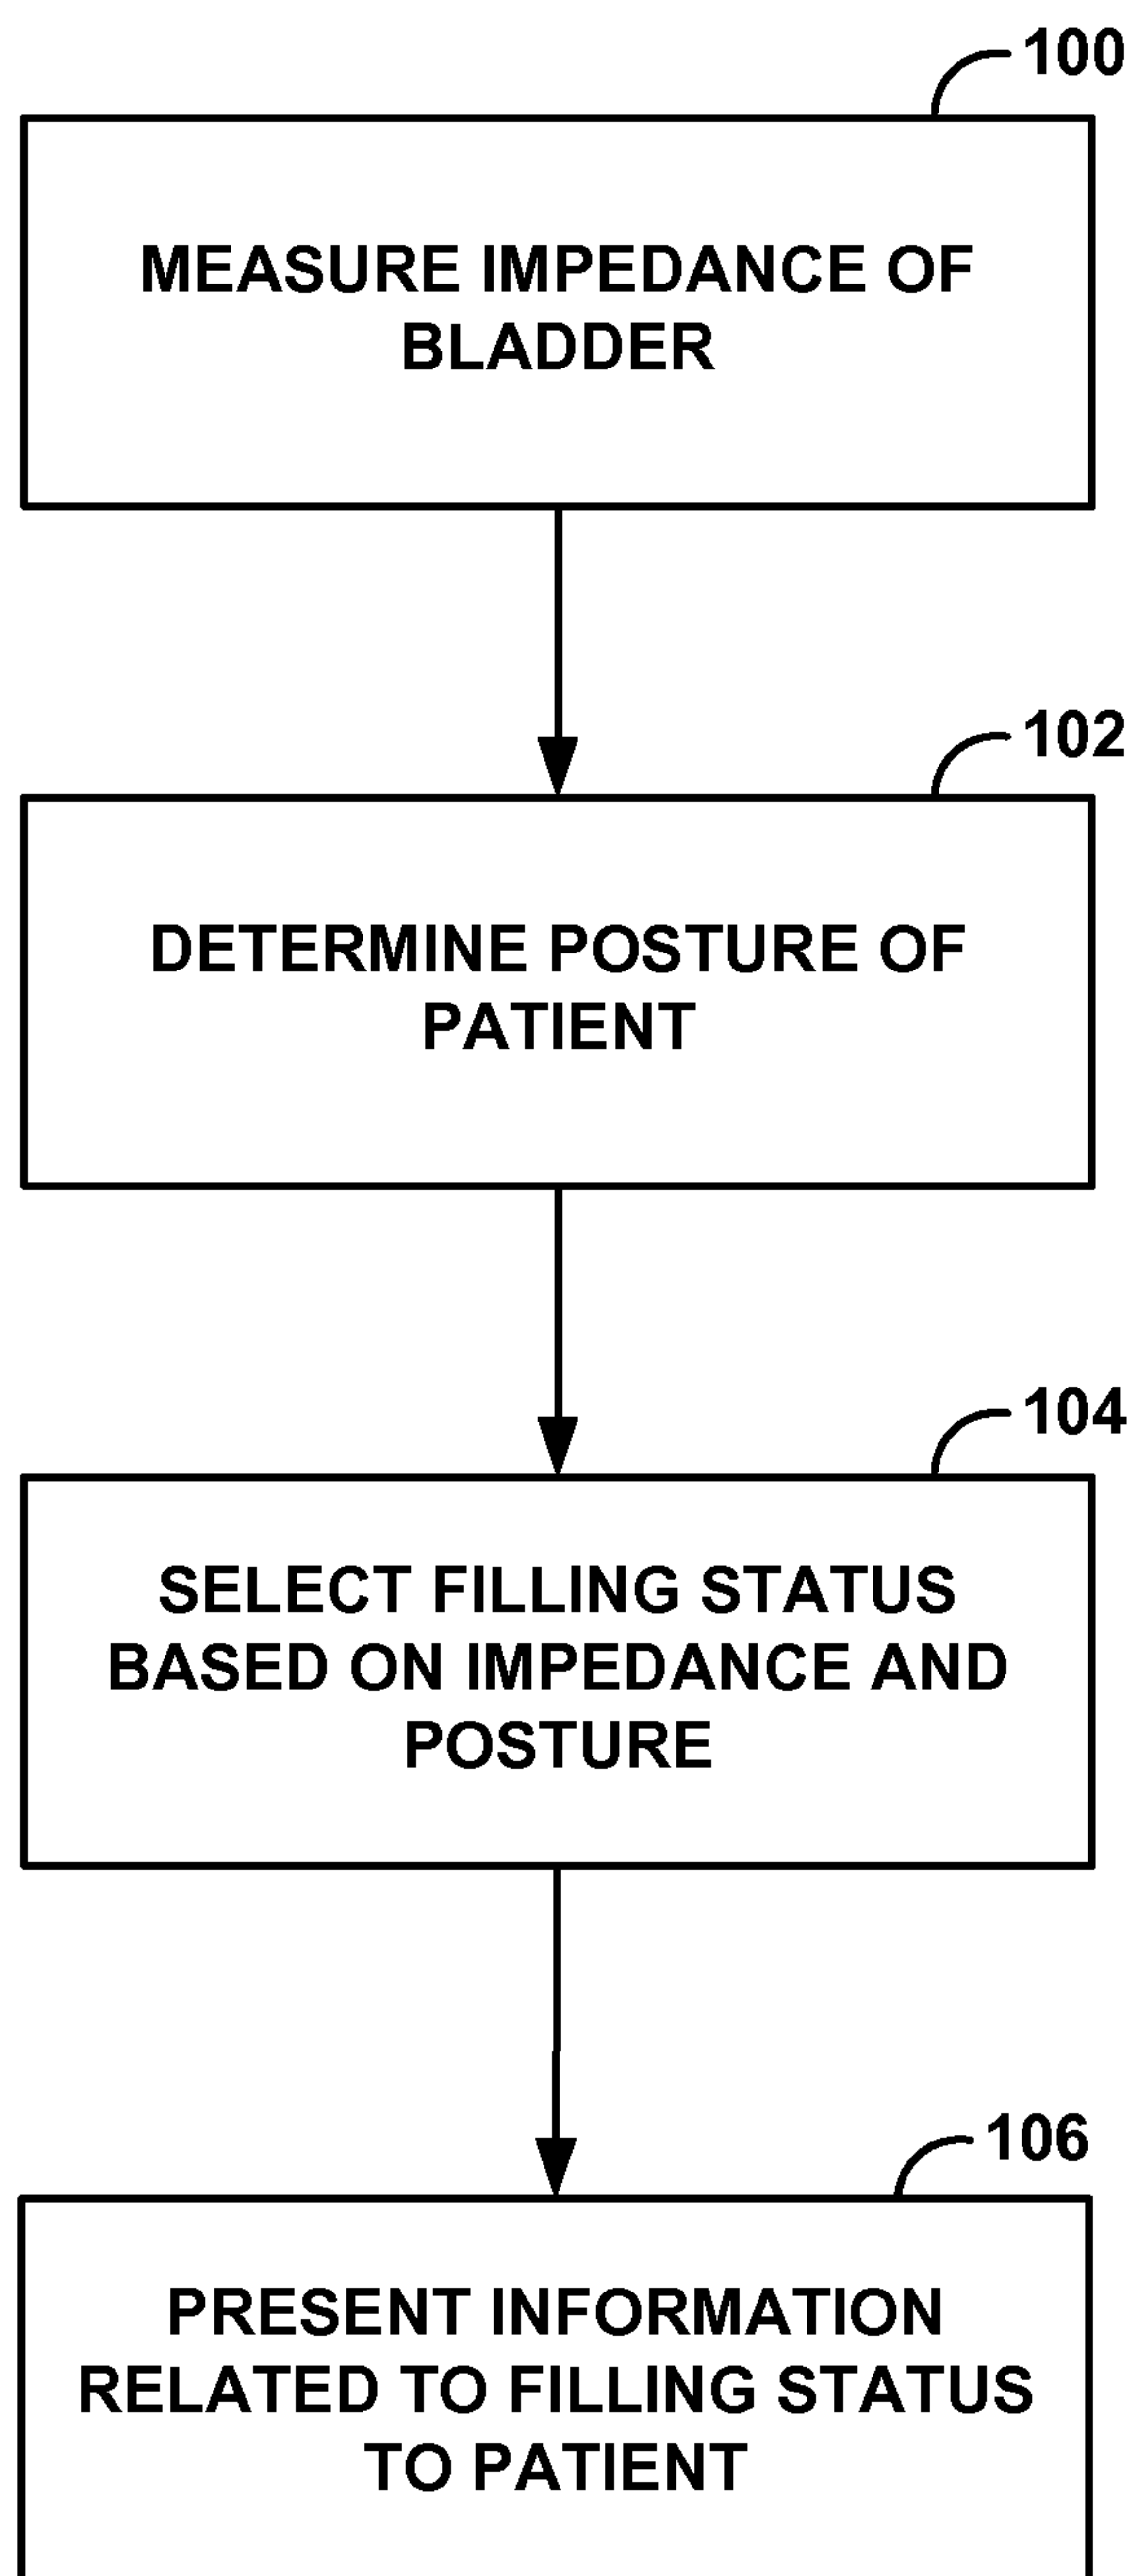 100
MEASURE IMPEDANCE OF
BLADDER
102
DETERMINE POSTURE OF
PATIENT
104
SELECT FILLING STATUS
BASED ON IMPEDANCE AND
POSTURE
106
PRESENT INFORMATION
RELATED TO FILLING STATUS
TO PATIENT